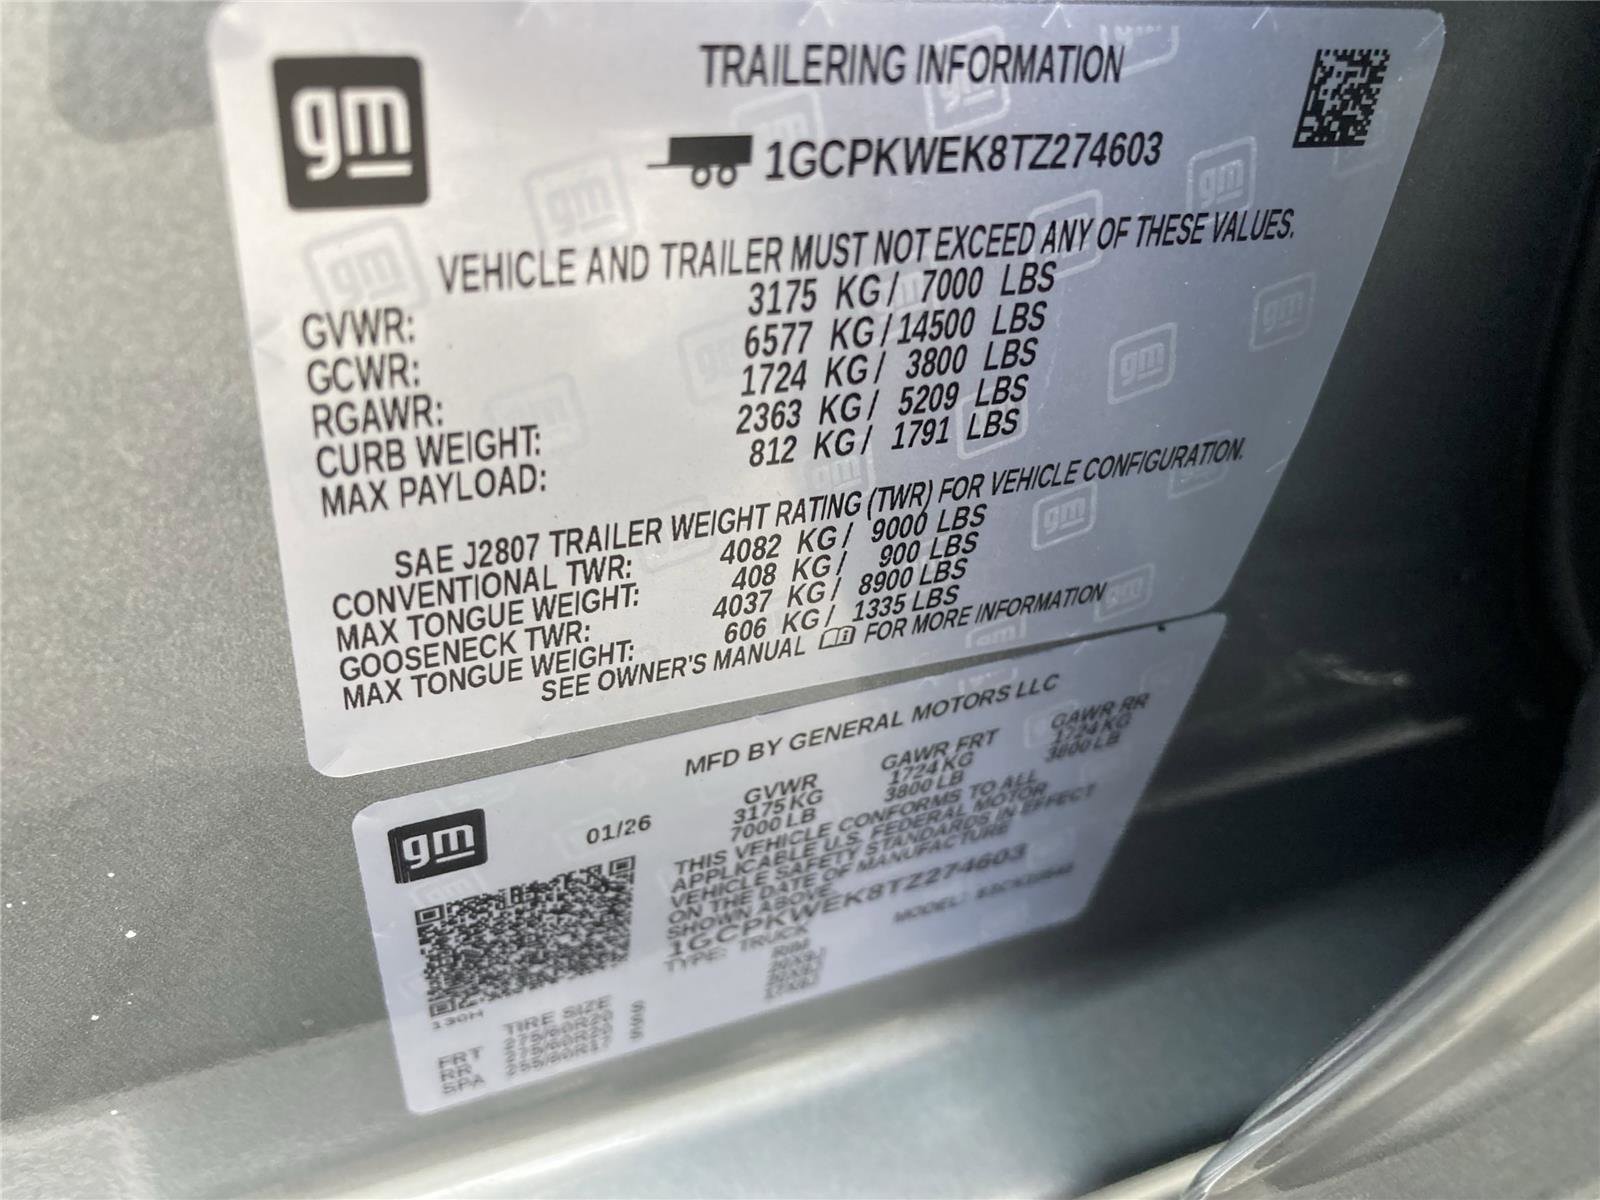 gm
TRAILERING INFORMATION
1GCPKWEK8TZ274603
VEHICLE AND TRAILER MUST NOT EXCEED ANY OF THESE VALUES.
GVWR: 3175 KG/ 7000 LBS
GCWR: 6577 KG/14500 LBS
RGAWR: 1724 KG/ 3800 LBS
CURB WEIGHT: 2363 KG/ 5209 LBS
MAX PAYLOAD: 812 KG/ 1791 LBS
SAE J2807 TRAILER WEIGHT RATING (TWR) FOR VEHICLE CONFIGURATION.
CONVENTIONAL TWR: 4082 KG/ 9000 LBS
MAX TONGUE WEIGHT: 408 KG/ 900 LBS
GOOSENECK TWR: 4037 KG/ 8900 LBS
MAX TONGUE WEIGHT: 606 KG/ 1335 LBS
SEE OWNER'S MANUAL FOR MORE INFORMATION
gm
MFD BY GENERAL MOTORS LLC
01/26
GVWR GAWR FRT GAWR RR
3175 KG 1724 KG 1724 KG
7000 LB 3800 LB 3800 LB
THIS VEHICLE CONFORMS TO ALL
APPLICABLE U.S. FEDERAL MOTOR
VEHICLE SAFETY STANDARDS IN EFFECT
ON THE DATE OF MANUFACTURE
SHOWN ABOVE.
1GCPKWEK8TZ274603
TYPE: TRUCK MODEL:
130H
TIRE SIZE RIM
FRT 275/60R20 S
RR 275/60R20 S
SPA 255/80R17 S